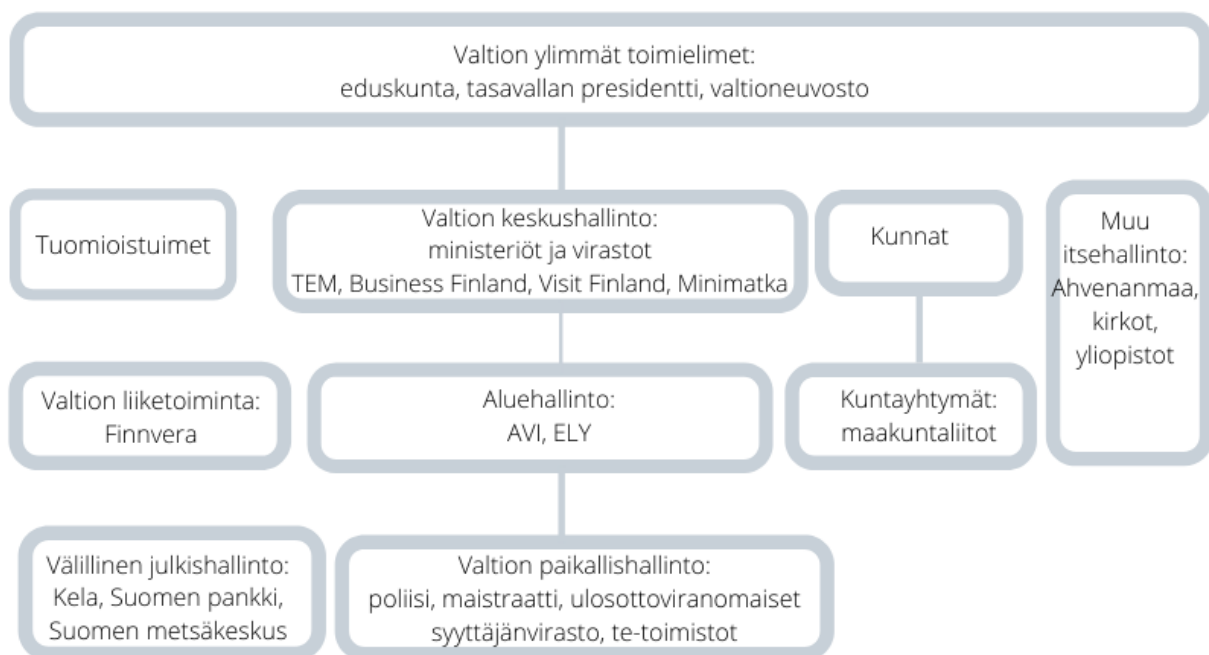 Valtion ylimmät toimielimet:
eduskunta, tasavallan presidentti, valtioneuvosto
Tuomioistuimet
Valtion keskushallinto:
ministeriöt ja virastot
TEM, Business Finland, Visit Finland, Minimatka
Kunnat
Muu
itsehallinto:
Ahvenanmaa,
kirkot,
yliopistot
Valtion liiketoiminta:
Finnvera
Aluehallinto:
AVI, ELY
Kuntayhtymät:
maakuntaliitot
Välillinen julkishallinto:
Kela, Suomen pankki,
Suomen metsäkeskus
Valtion paikallishallinto:
poliisi, maistraatti, ulosottoviranomaiset
syyttäjänvirasto, te-toimistot